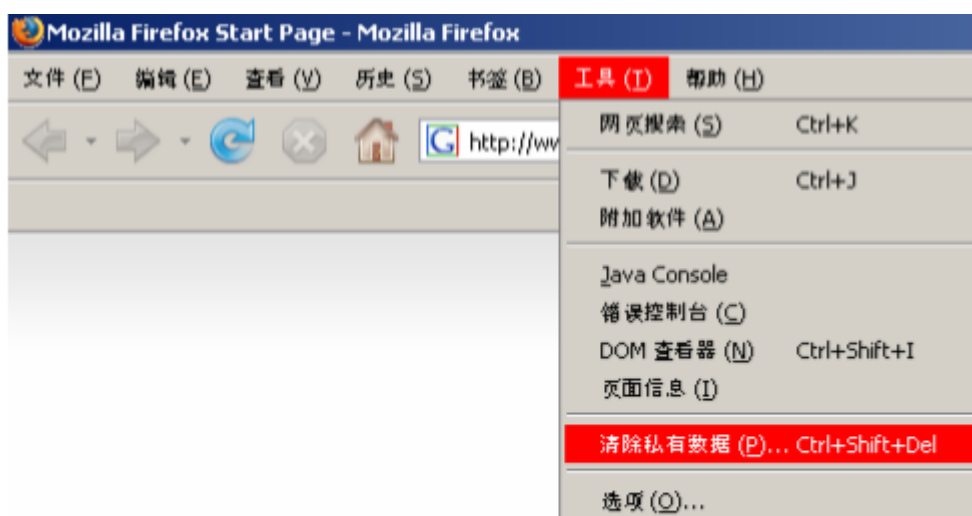 Mozilla Firefox Start Page - Mozilla Firefox
文件 (F) 编辑 (E) 查看 (V) 历史 (S) 书签 (B) 工具 (T) 帮助 (H)
http://ww
网页搜索 (S) Ctrl+K
下载 (D) Ctrl+J
附加软件 (A)
Java Console
错误控制台 (C)
DOM 查看器 (N) Ctrl+Shift+I
页面信息 (I)
清除私有数据 (P)... Ctrl+Shift+Del
选项 (O)...